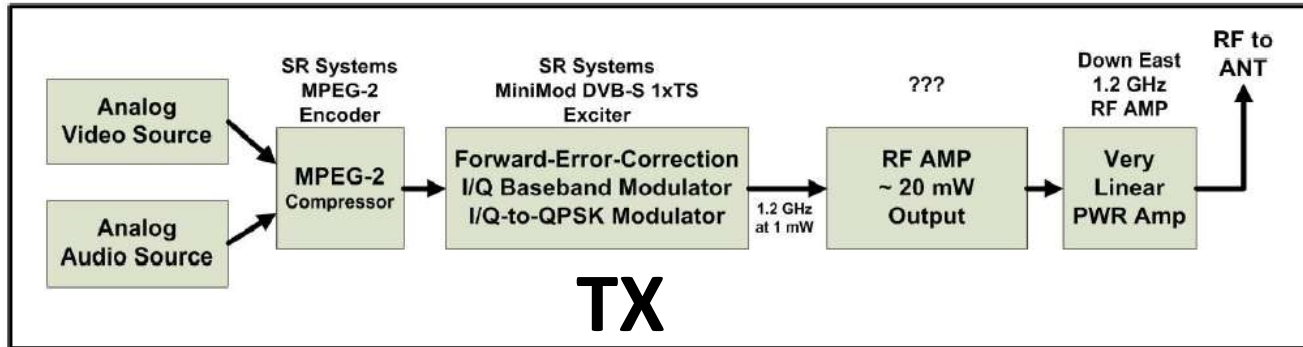 Analog
Video Source
Analog
Audio Source
SR Systems
MPEG-2
Encoder
MPEG-2
Compressor
SR Systems
MiniMod DVB-S 1xTS
Exciter
Forward-Error-Correction
I/Q Baseband Modulator
I/Q-to-QPSK Modulator
1.2 GHz
at 1 mW
???
RF AMP
~ 20 mW
Output
Down East
1.2 GHz
RF AMP
Very
Linear
PWR Amp
RF to
ANT
TX